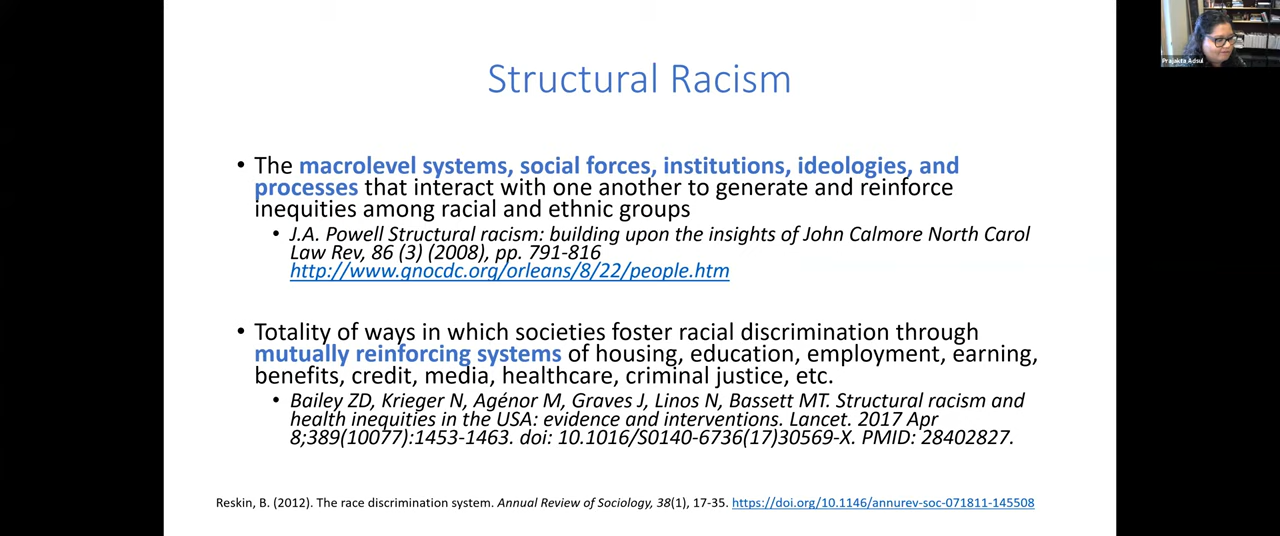 Structural Racism
• The macrolevel systems, social forces, institutions, ideologies, and
processes that interact with one another to generate and reinforce
inequities among racial and ethnic groups
• J.A. Powell Structural racism: building upon the insights of John Calmore North Carol
Law Rev, 86 (3) (2008), pp. 791-816
http://www.gnocdc.org/orleans/8/22/people.htm
• Totality of ways in which societies foster racial discrimination through
mutually reinforcing systems of housing, education, employment, earning,
benefits, credit, media, healthcare, criminal justice, etc.
• Bailey ZD, Krieger N, Agénor M, Graves J, Linos N, Bassett MT. Structural racism and
health inequities in the USA: evidence and interventions. Lancet. 2017 Apr
8;389(10077):1453-1463. doi: 10.1016/S0140-6736(17)30569-X. PMID: 28402827.
Reskin, B. (2012). The race discrimination system. Annual Review of Sociology, 38(1), 17-35. https://doi.org/10.1146/annurev-soc-071811-145508
Prajakta Adsul